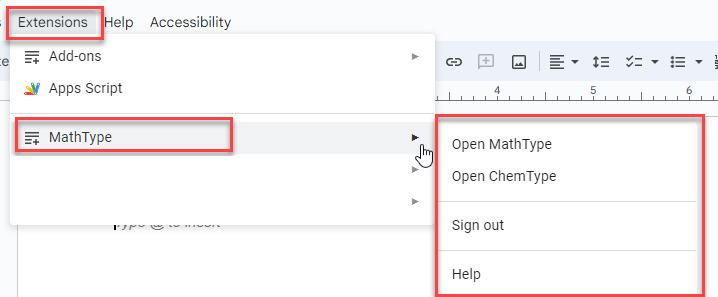 Extensions Help Accessibility
Add-ons
Apps Script
4 5 6
MathType
Open MathType
Open ChemType
Type @ to insert
Sign out
Help